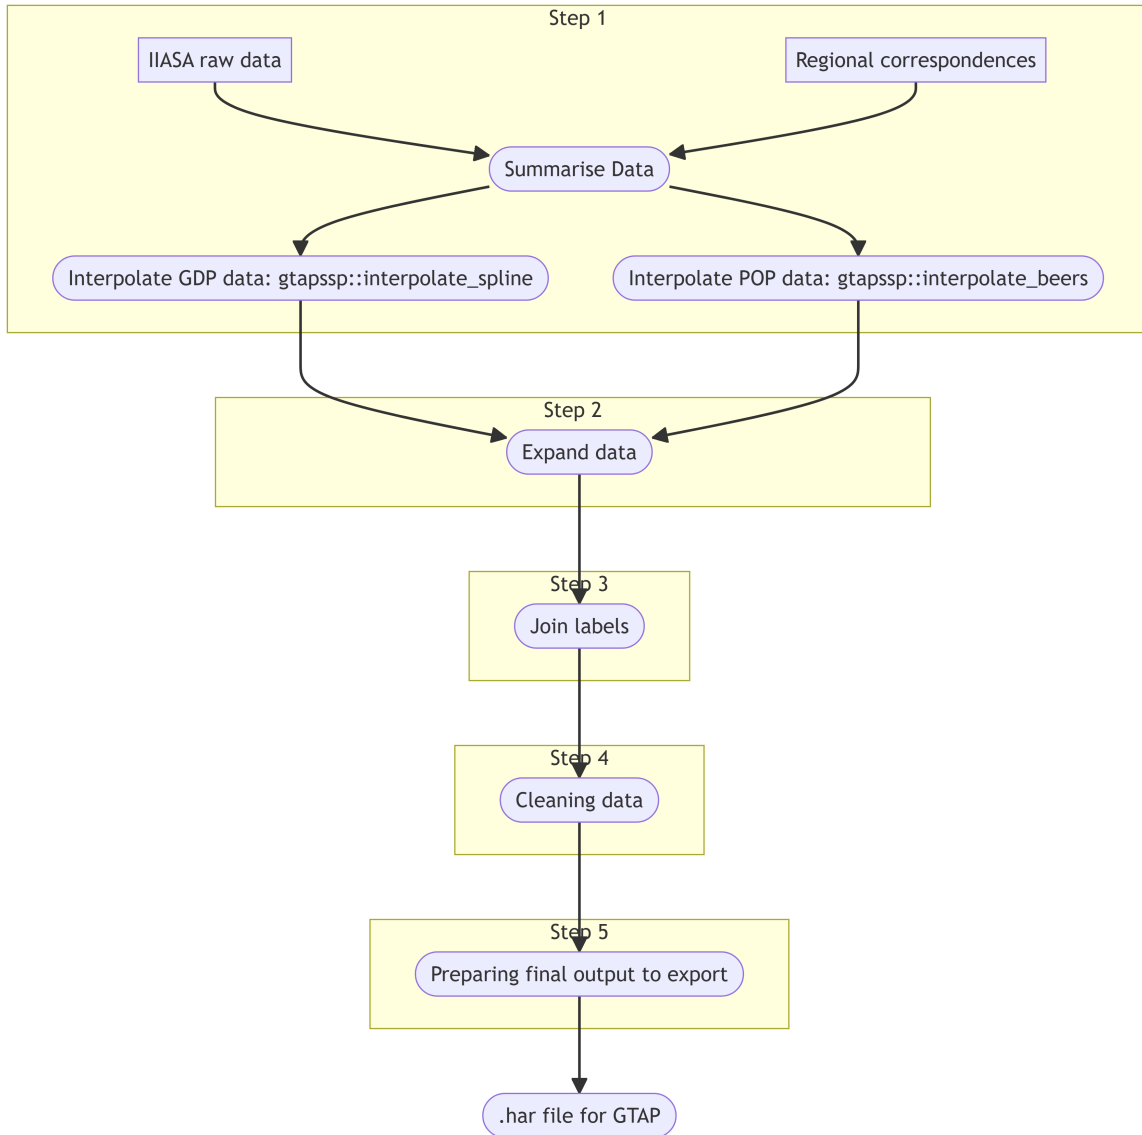 Step 1
IIASA raw data
Regional correspondences
Summarise Data
Interpolate GDP data: gtapssp::interpolate_spline
Interpolate POP data: gtapssp::interpolate_beers
Step 2
Expand data
Step 3
Join labels
Step 4
Cleaning data
Step 5
Preparing final output to export
.har file for GTAP